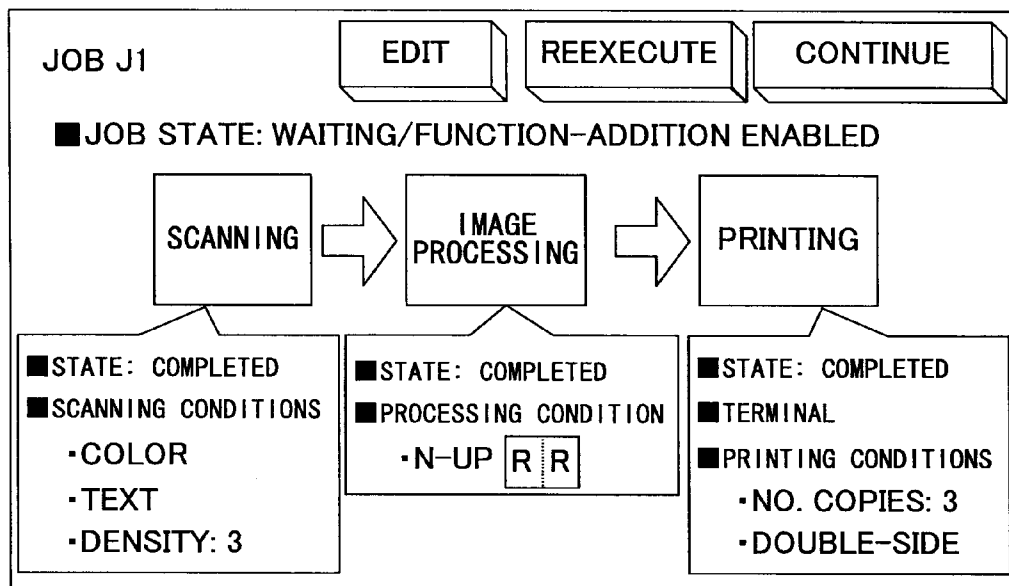 JOB J1
EDIT
REEXECUTE
CONTINUE
■JOB STATE: WAITING/FUNCTION-ADDITION ENABLED
SCANNING
IMAGE
PROCESSING
PRINTING
■STATE: COMPLETED
■SCANNING CONDITIONS
・COLOR
・TEXT
・DENSITY: 3
■STATE: COMPLETED
■PROCESSING CONDITION
・N-UP R R
■STATE: COMPLETED
■TERMINAL
■PRINTING CONDITIONS
・NO. COPIES: 3
・DOUBLE-SIDE